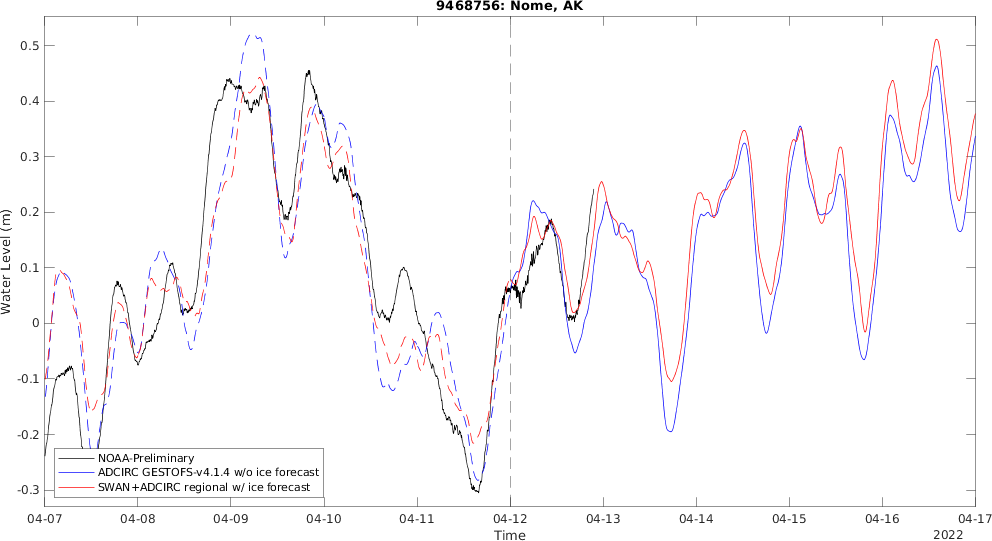 9468756: Nome, AK
Water Level (m)
0.5
0.4
0.3
0.2
0.1
0
-0.1
-0.2
-0.3
NOAA-Preliminary
ADCIRC GESTOFS-v4.1.4 w/o ice forecast
SWAN+ADCIRC regional w/ ice forecast
04-07 04-08 04-09 04-10 04-11 04-12 04-13 04-14 04-15 04-16 04-17
Time
2022